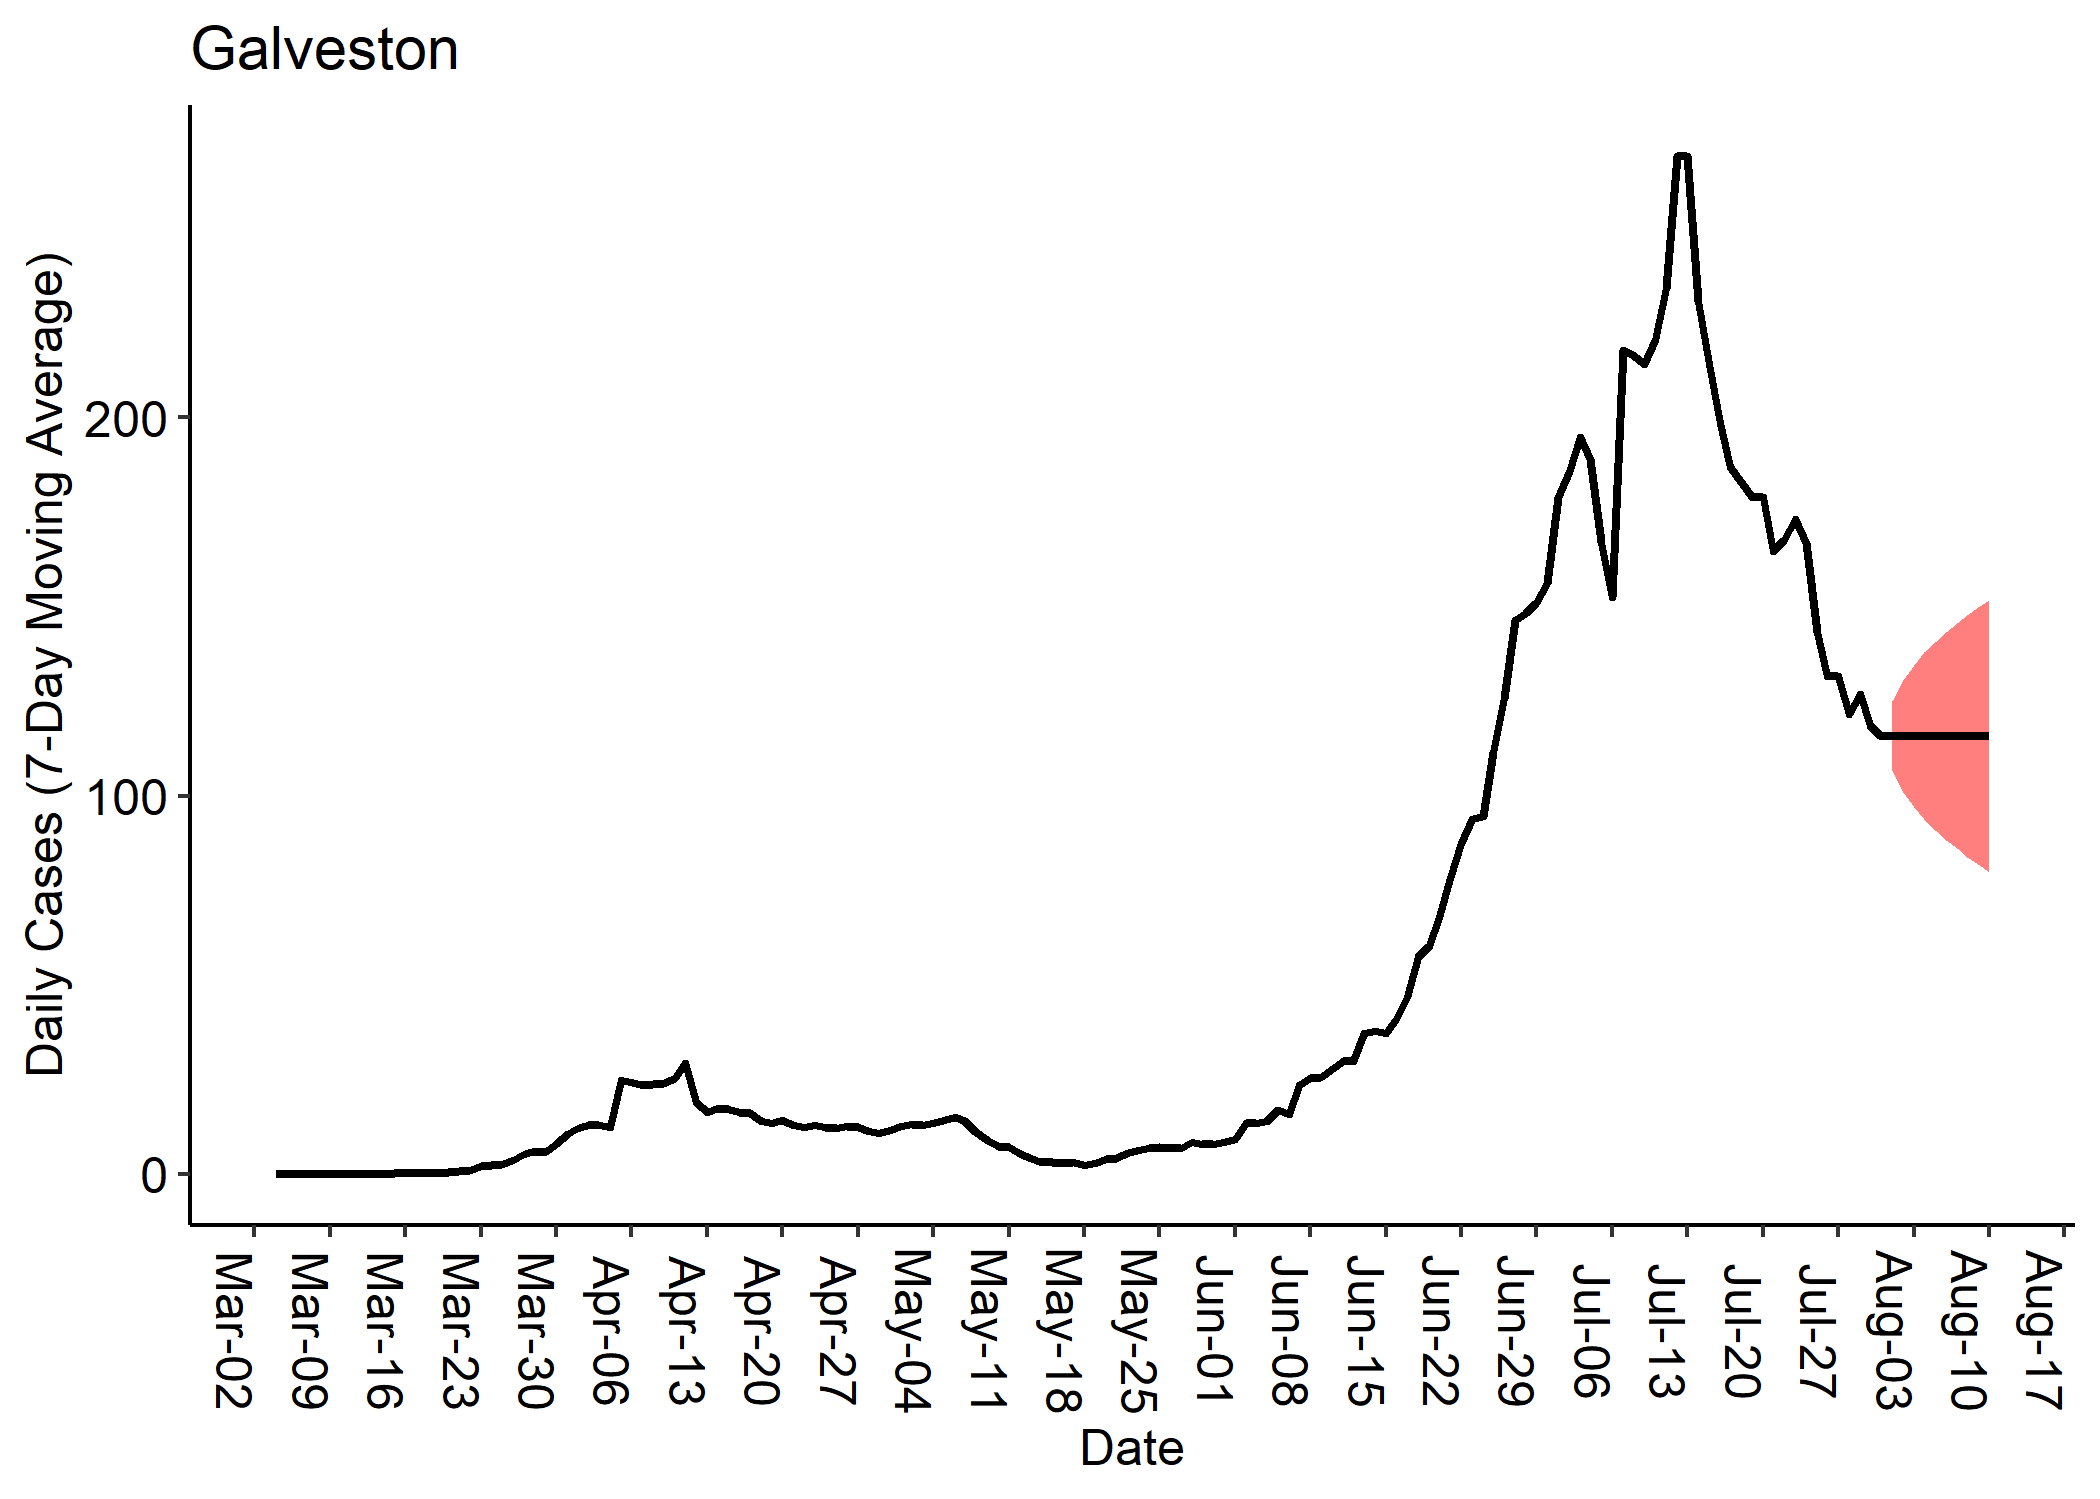 Galveston
Daily Cases (7-Day Moving Average)
200
100
0
Mar-02
Mar-09
Mar-16
Mar-23
Mar-30
Apr-06
Apr-13
Apr-20
Apr-27
May-04
May-11
May-18
May-25
Jun-01
Jun-08
Jun-15
Jun-22
Jun-29
Jul-06
Jul-13
Jul-20
Jul-27
Aug-03
Aug-10
Aug-17
Date